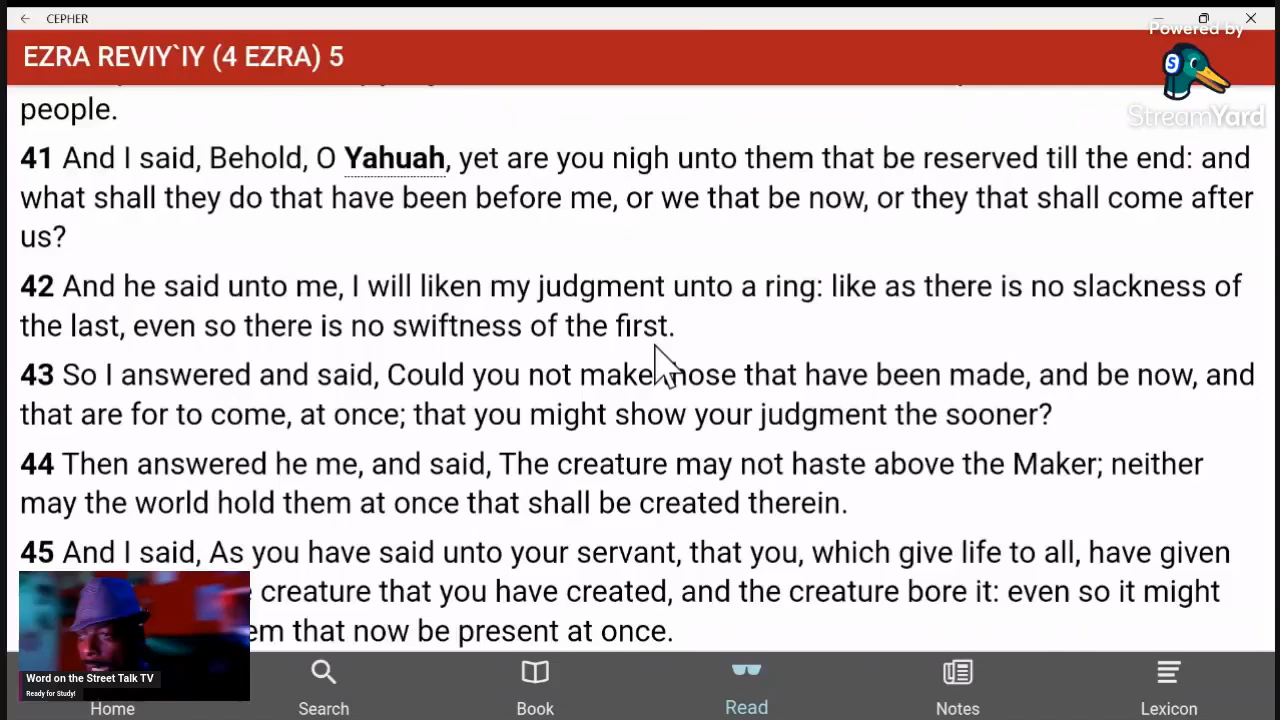 CEPHER
Powered by
EZRA REVIY`IY (4 EZRA) 5
StreamYard
people.
41 And I said, Behold, O Yahuah, yet are you nigh unto them that be reserved till the end: and
what shall they do that have been before me, or we that be now, or they that shall come after
us?
42 And he said unto me, I will liken my judgment unto a ring: like as there is no slackness of
the last, even so there is no swiftness of the first.
43 So I answered and said, Could you not make those that have been made, and be now, and
that are for to come, at once; that you might show your judgment the sooner?
44 Then answered he me, and said, The creature may not haste above the Maker; neither
may the world hold them at once that shall be created therein.
45 And I said, As you have said unto your servant, that you, which give life to all, have given
creature that you have created, and the creature bore it: even so it might
that now be present at once.
Word on the Street Talk TV
Ready for Study!
Home
Search
Book
Read
Notes
Lexicon